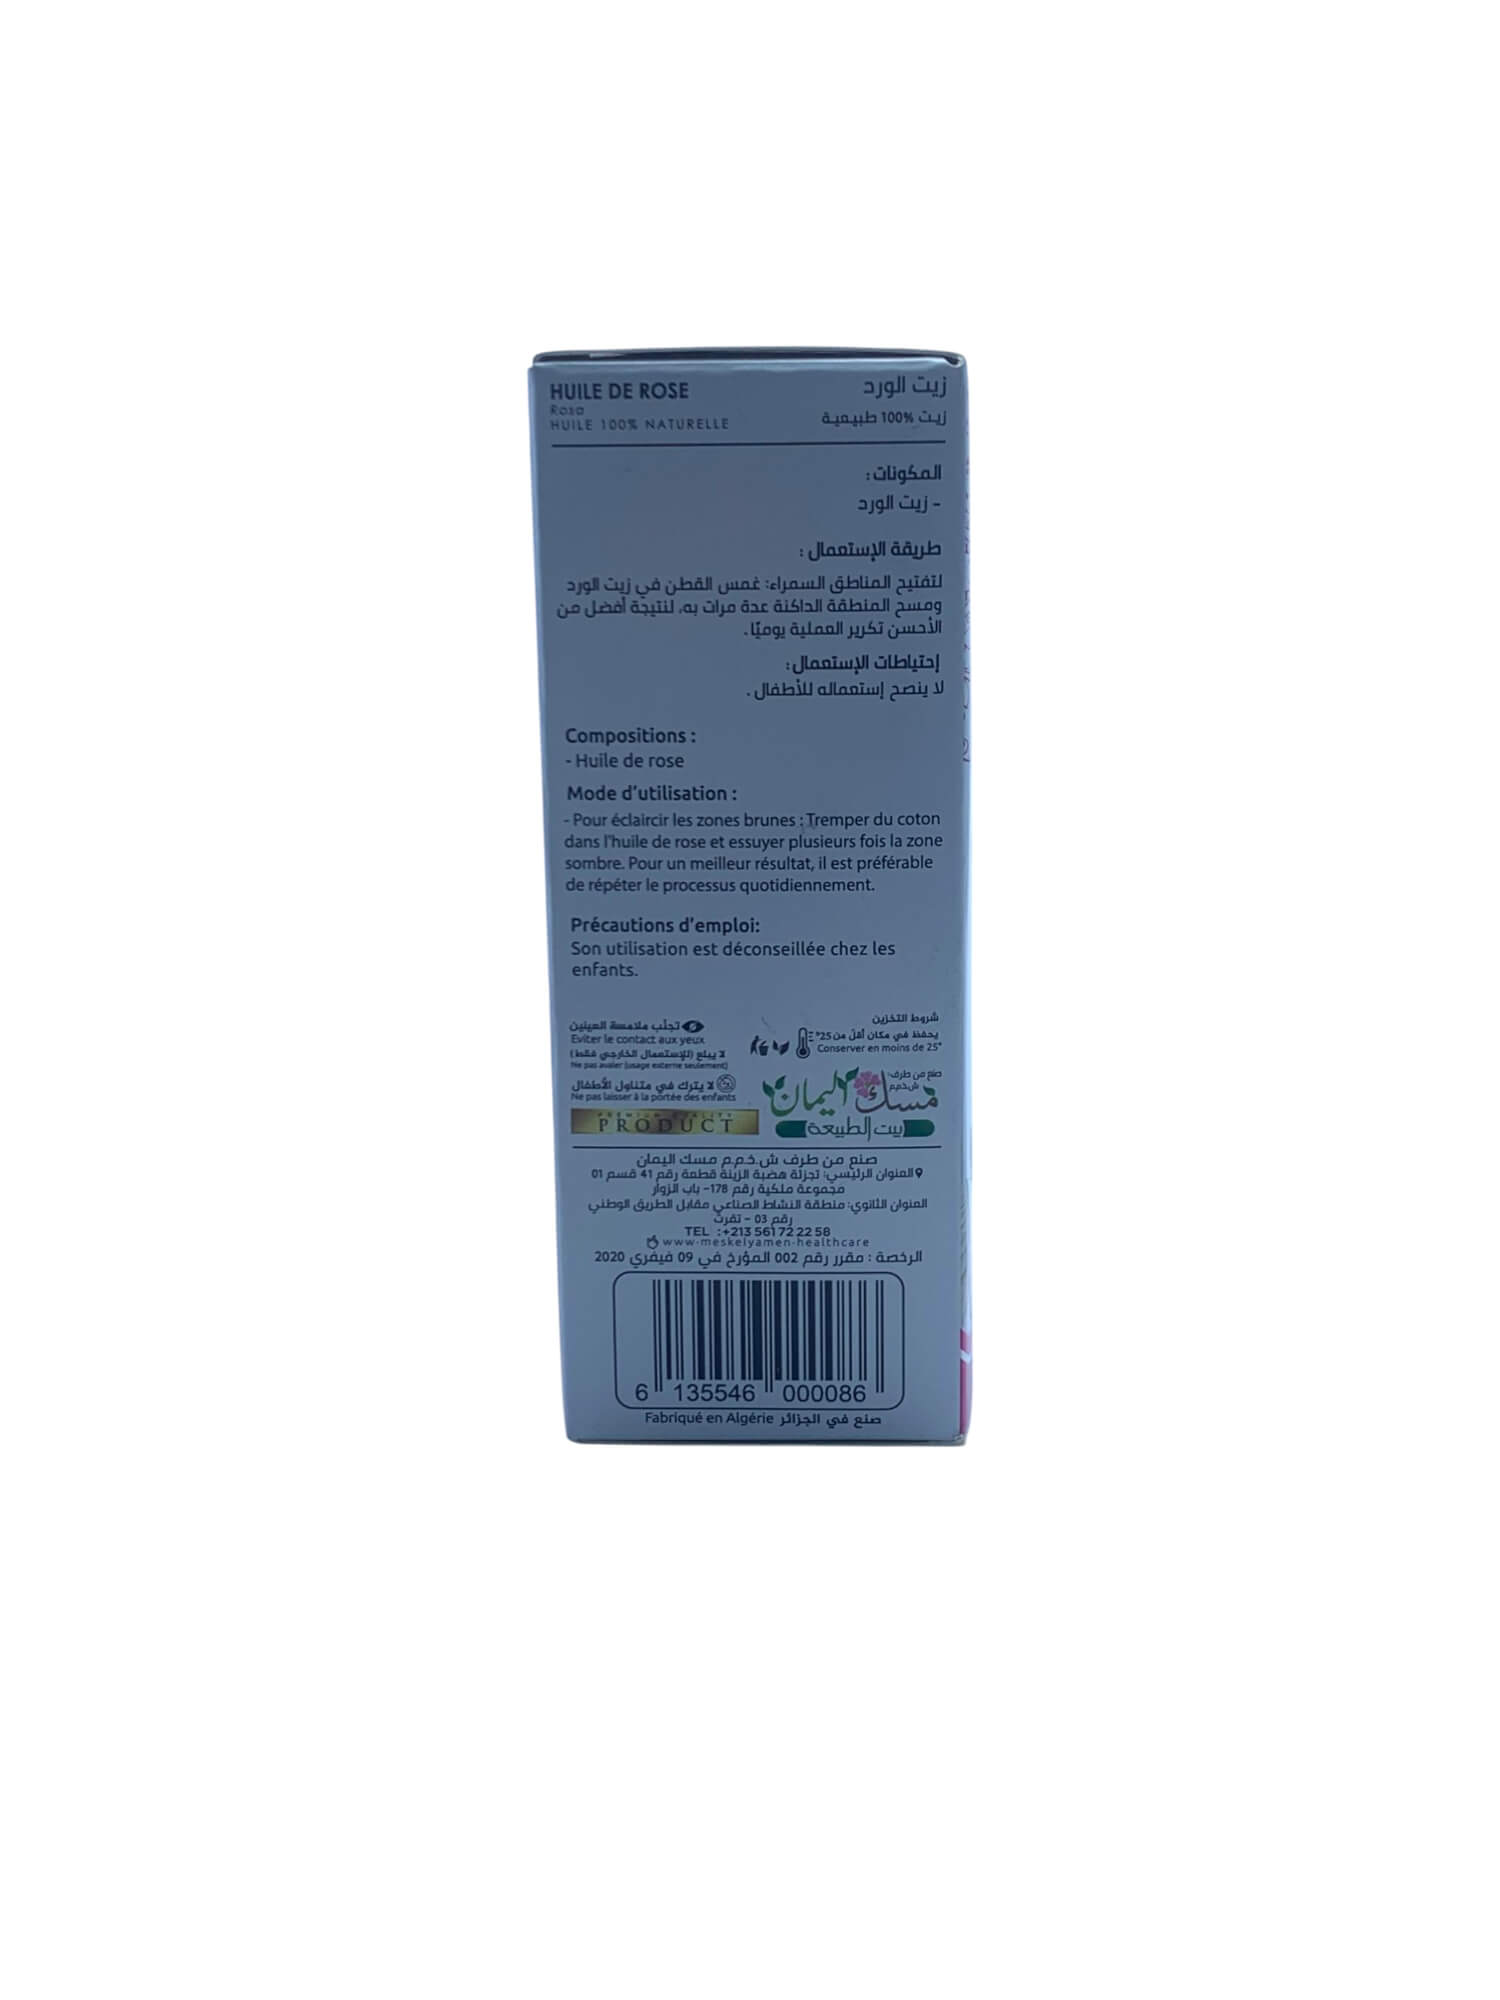 HUILE DE ROSE
Rosa
HUILE 100% NATURELLE
زيت الورد
زيت 100% طبيعية
المكونات :
- زيت الورد
طريقة الإستعمال :
لتفتيح المناطق السمراء: غمس القطن في زيت الورد
ومسح المنطقة الداكنة عدة مرات به، لنتيجة أفضل من
الأحسن تكرير العملية يوميًا.
إحتياطات الإستعمال :
لا ينصح إستعماله للأطفال .
Compositions :
- Huile de rose
Mode d'utilisation :
- Pour éclaircir les zones brunes : Tremper du coton
dans l'huile de rose et essuyer plusieurs fois la zone
sombre. Pour un meilleur résultat, il est préférable
de répéter le processus quotidiennement.
Précautions d'emploi:
Son utilisation est déconseillée chez les
enfants.
تجنّب ملامسة العينين
Eviter le contact aux yeux
لا يبلع (للإستعمال الخارجي فقط)
Ne pas avaler (usage externe seulement)
لا يترك في متناول الأطفال
Ne pas laisser à la portée des enfants
PREMIUM QUALITY
PRODUCT
شروط التخزين
يحفظ في مكان أقل من 25°
Conserver en moins de 25°
صنع من طرف:
ش.ذ.م.م
مسك اليمان
بيت الطبيعة
صنع من طرف ش.ذ.م.م مسك اليمان
العنوان الرئيسي: تجزئة هضبة الزينة قطعة رقم 41 قسم 01
مجموعة ملكية رقم 178- باب الزوار
العنوان الثانوي: منطقة النشاط الصناعي مقابل الطريق الوطني
رقم 03 - تقرت
TEL :+213 561 72 22 58
www-meskelyamen-healthcare
الرخصة : مقرر رقم 002 المؤرخ في 09 فيفري 2020
6 135546 000086
Fabriqué en Algérie صنع في الجزائر